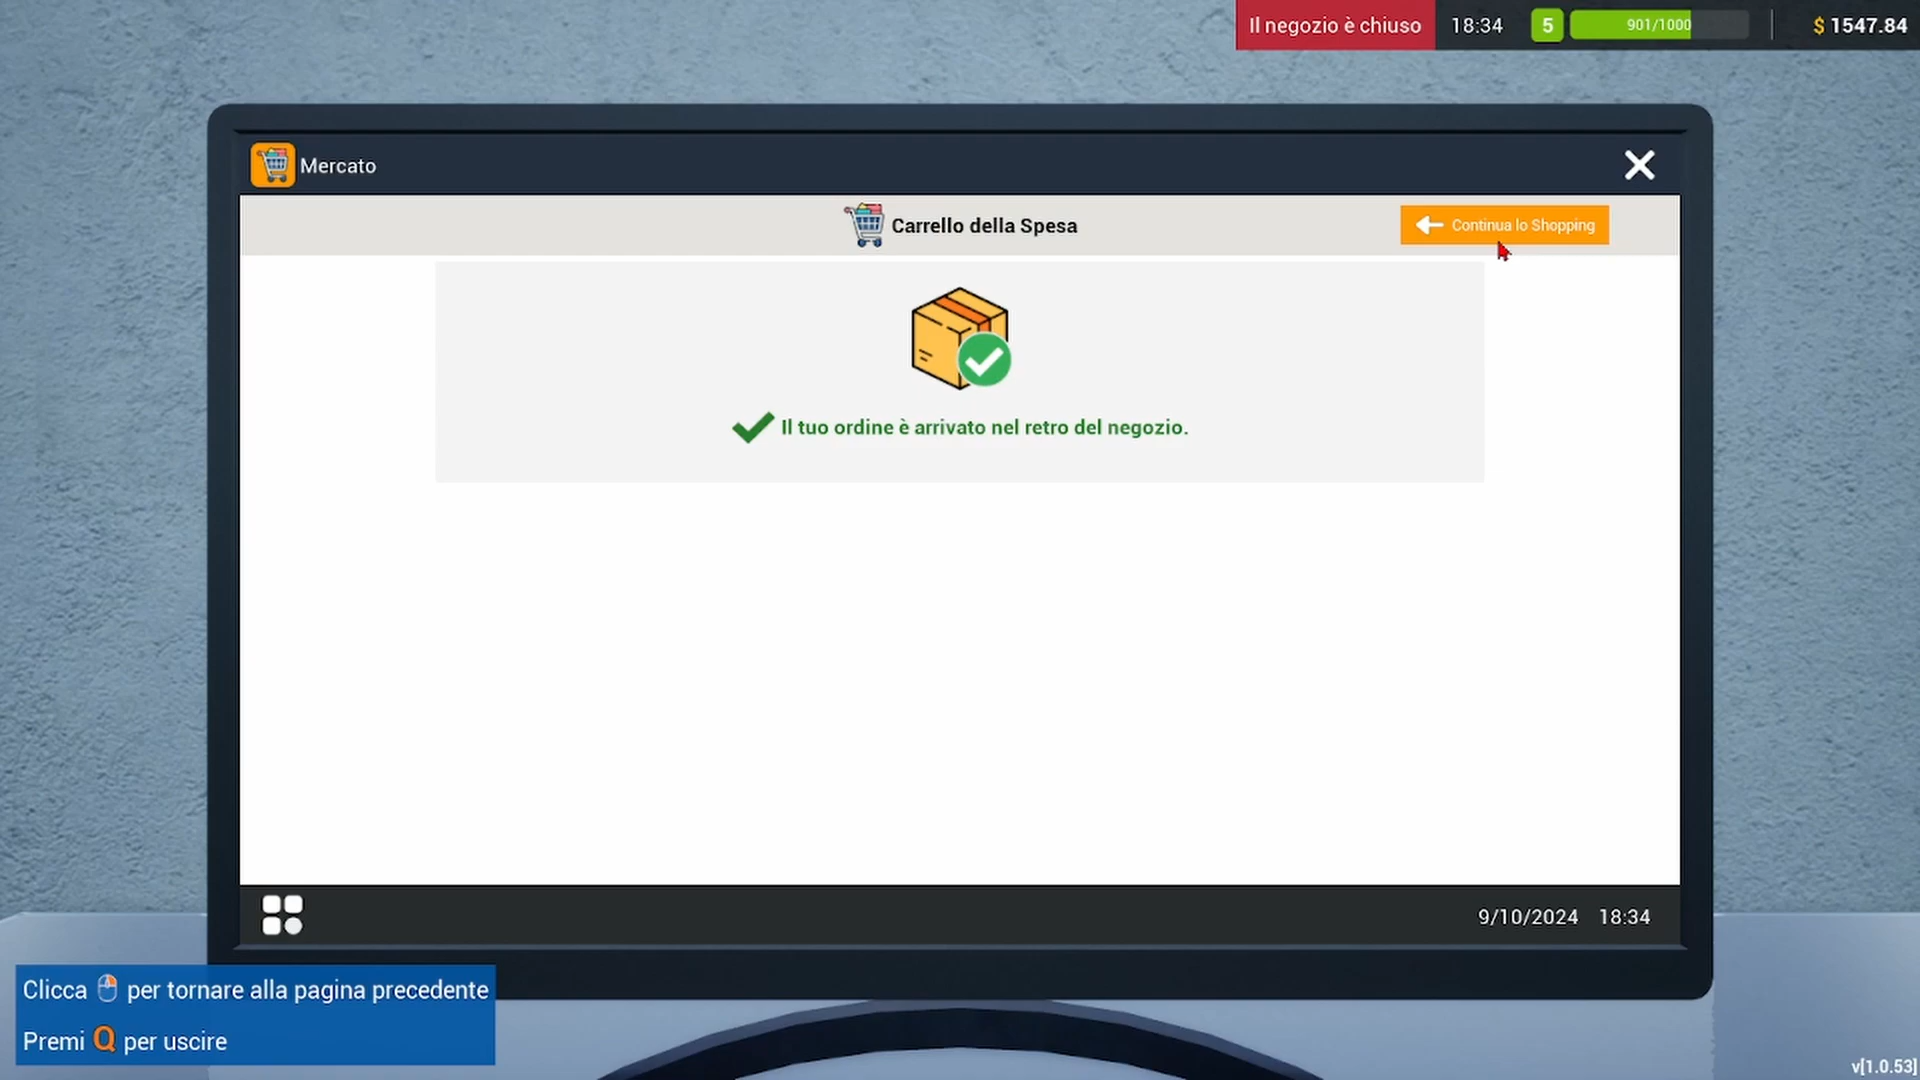 Il negozio è chiuso 18:34 5 901/1000 $ 1547.84
Mercato
Carrello della Spesa
Continua lo Shopping
Il tuo ordine è arrivato nel retro del negozio.
9/10/2024 18:34
Clicca per tornare alla pagina precedente
Premi Q per uscire
v[1.0.53]